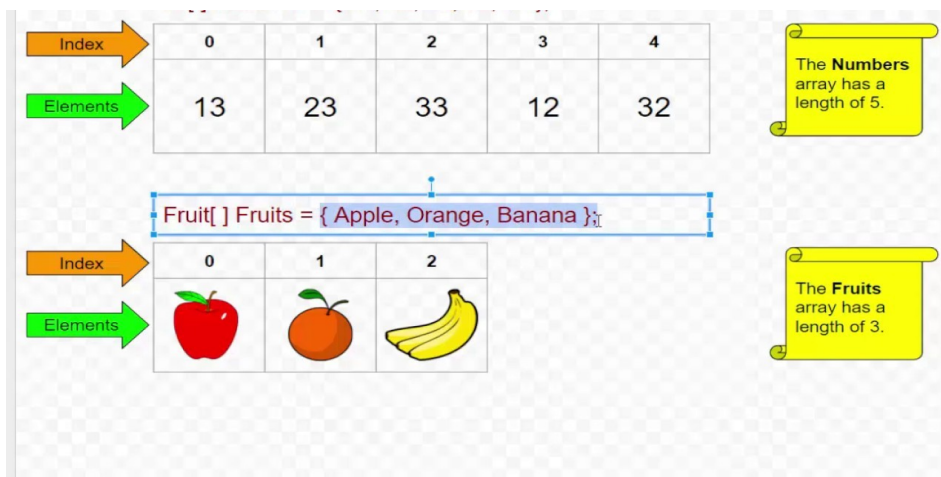 Index
0 1 2 3 4
The Numbers
array has a
length of 5.
Elements
13 23 33 12 32
Fruit[ ] Fruits = { Apple, Orange, Banana };
Index
0 1 2
The Fruits
array has a
length of 3.
Elements